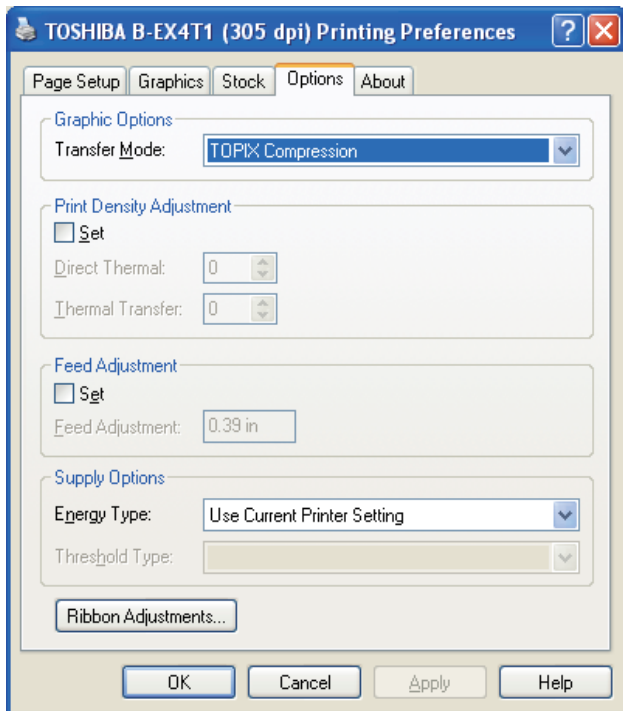 TOSHIBA B-EX4T1 (305 dpi) Printing Preferences
Page Setup Graphics Stock Options About
Graphic Options
Transfer Mode: TOPIX Compression
Print Density Adjustment
Set
Direct Thermal: 0
Thermal Transfer: 0
Feed Adjustment
Set
Feed Adjustment: 0.39 in
Supply Options
Energy Type: Use Current Printer Setting
Threshold Type:
Ribbon Adjustments...
OK Cancel Apply Help